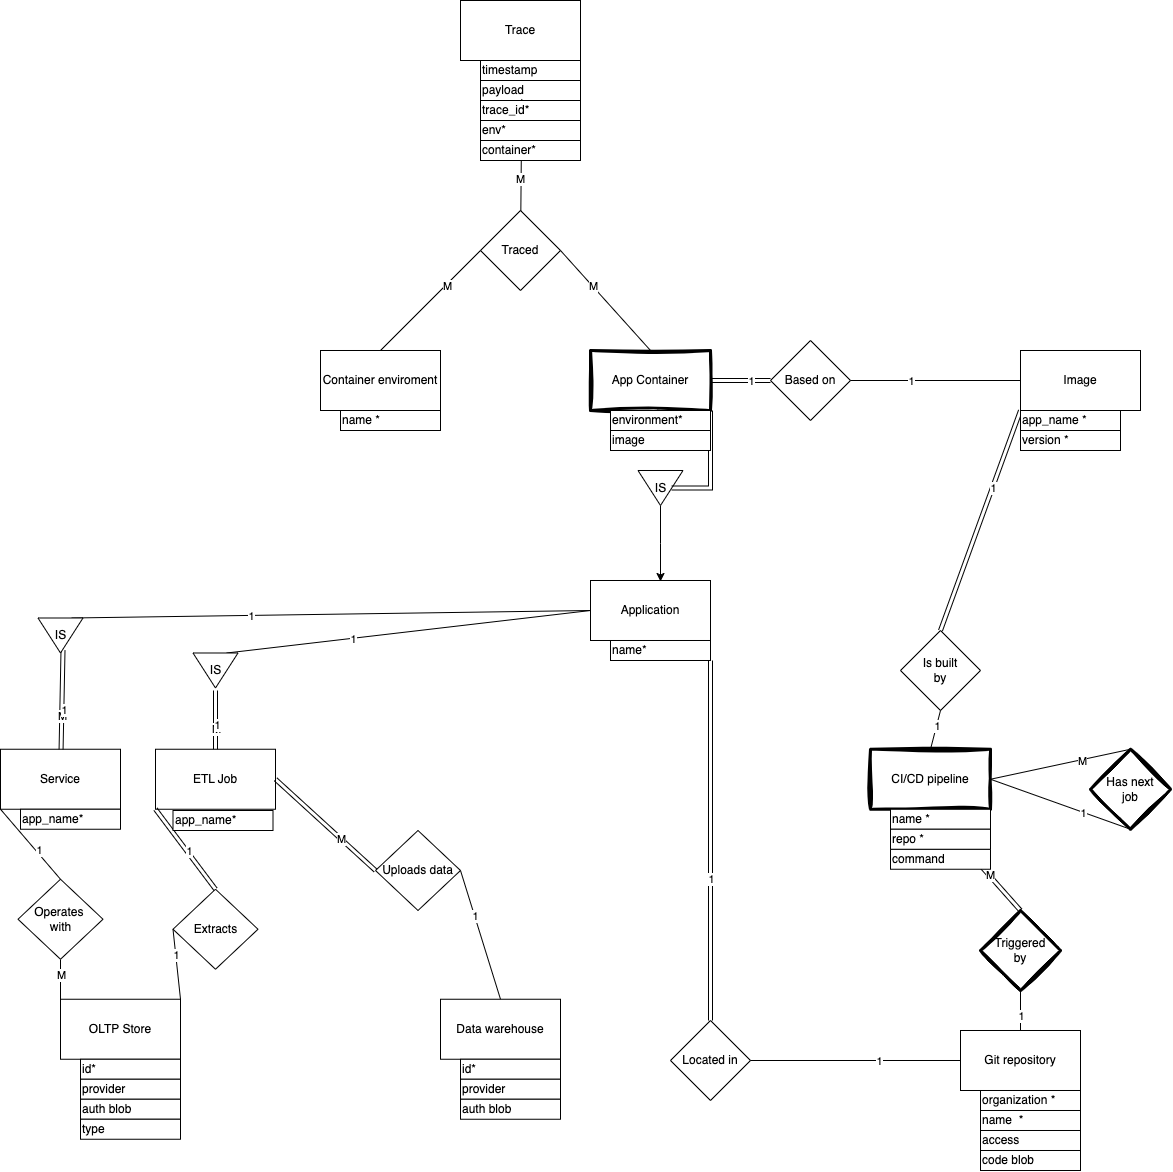 Trace
timestamp
payload
trace_id*
env*
container*
M
Traced
M
M
Container enviroment
name *
App Container
environment*
image
1
Based on
1
Image
app_name *
version *
IS
1
Application
name*
1
1
IS
IS
Is built
by
1
1
1
Service
app_name*
ETL Job
app_name*
CI/CD pipeline
name *
repo *
command
M
1
Has next
job
1
1
M
Uploads data
1
1
M
Operates
with
Extracts
Triggered
by
M
1
1
OLTP Store
id*
provider
auth blob
type
Data warehouse
id*
provider
auth blob
Located in
1
Git repository
organization *
name *
access
code blob